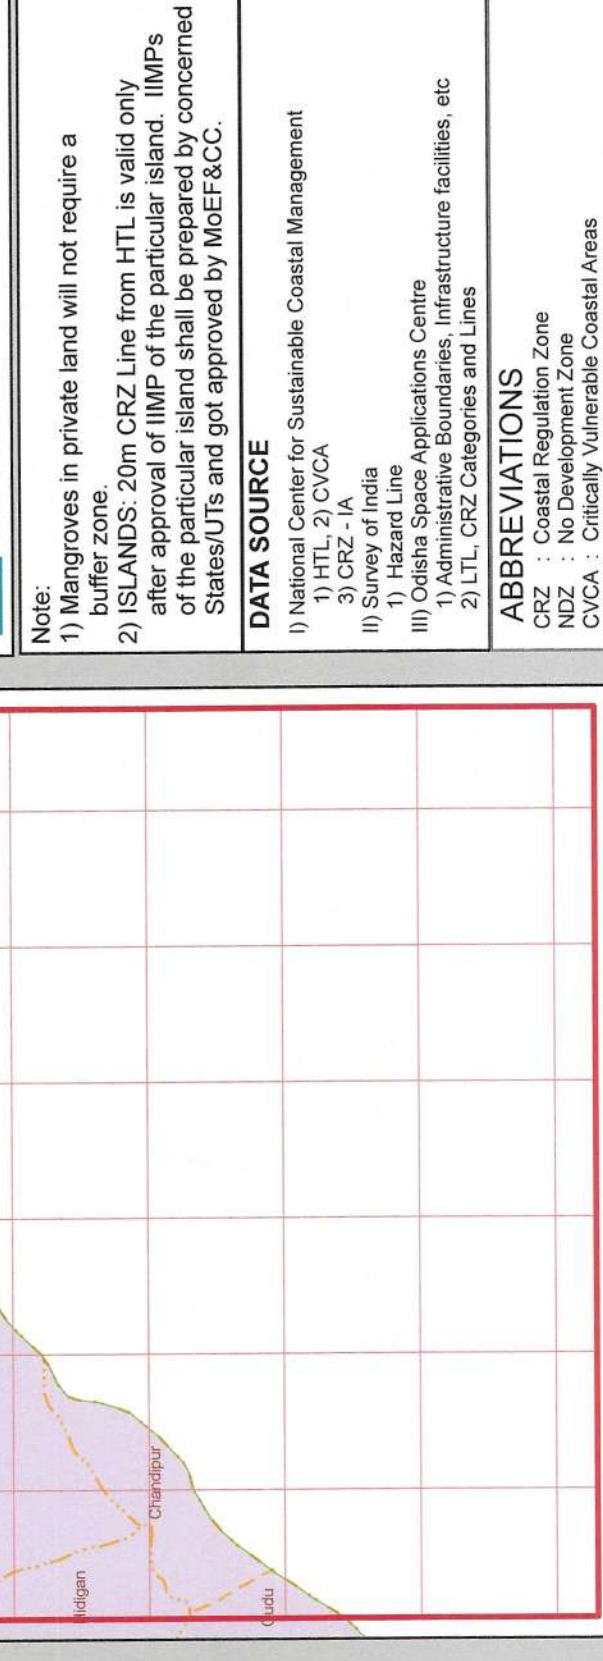 Note:
1) Mangroves in private land will not require a
buffer zone.
2) ISLANDS: 20m CRZ Line from HTL is valid only
after approval of IIMP of the particular island. IIMPs
of the particular island shall be prepared by concerned
States/UTs and got approved by MoEF&CC.
DATA SOURCE
I) National Center for Sustainable Coastal Management
1) HTL, 2) CVCA
3) CRZ - IA
II) Survey of India
1) Hazard Line
III) Odisha Space Applications Centre
1) Administrative Boundaries, Infrastructure facilities, etc
2) LTL, CRZ Categories and Lines
ABBREVIATIONS
CRZ : Coastal Regulation Zone
NDZ : No Development Zone
CVCA : Critically Vulnerable Coastal Areas
Chandipur